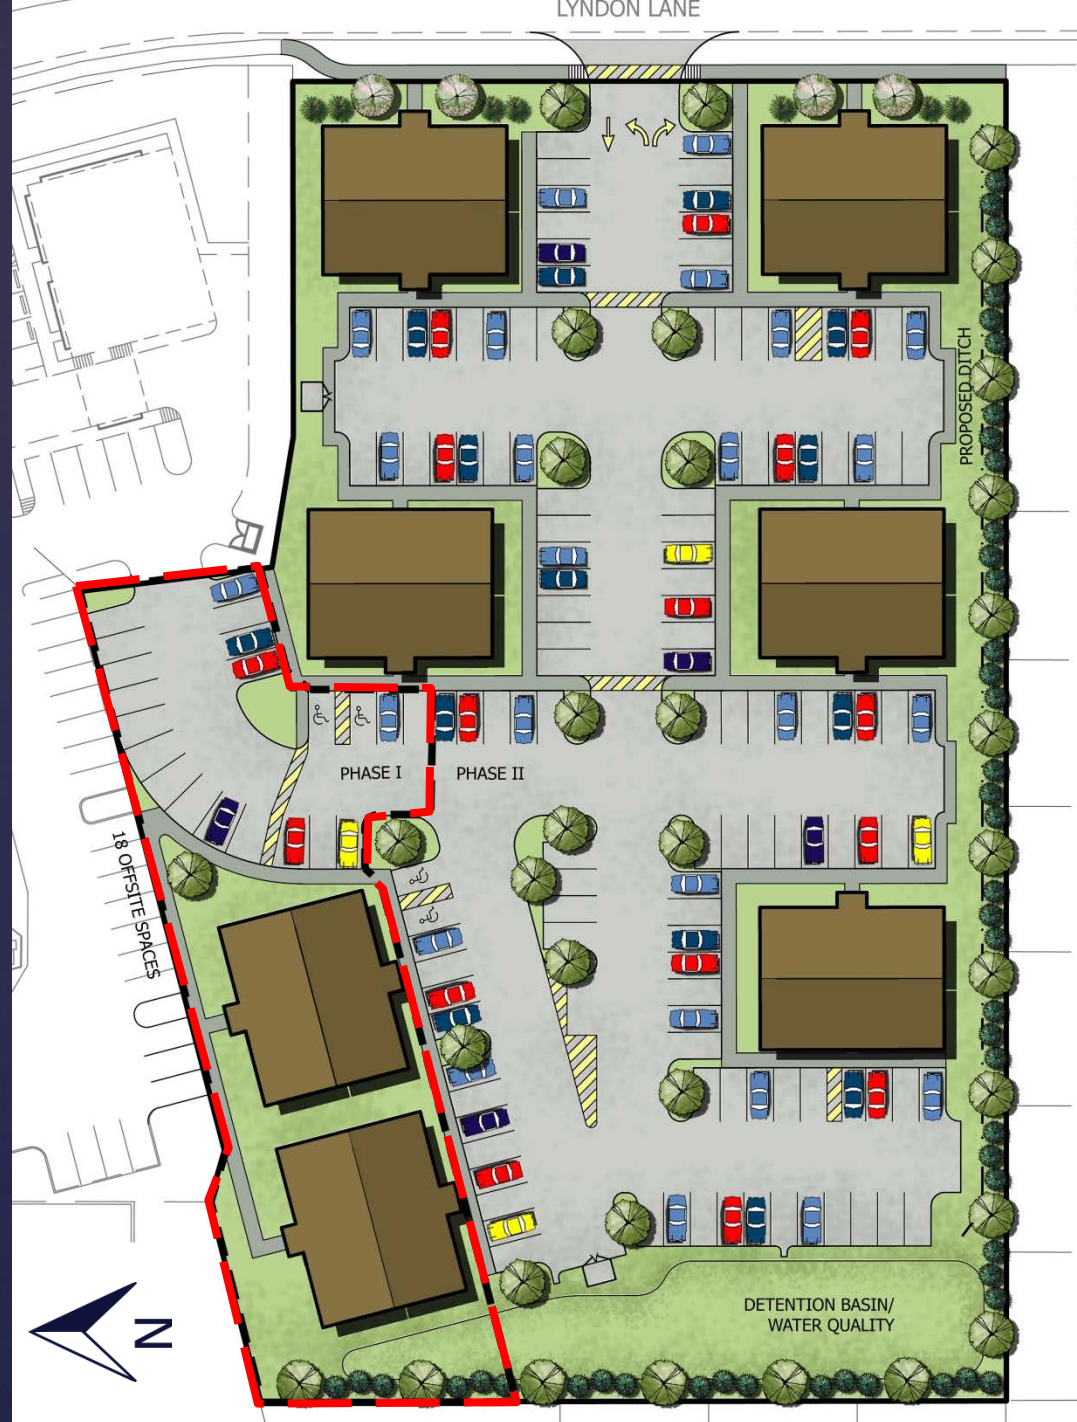 LYNDON LANE
PROPOSED DITCH
PHASE I
PHASE II
18 OFFSITE SPACES
DETENTION BASIN/
WATER QUALITY
N